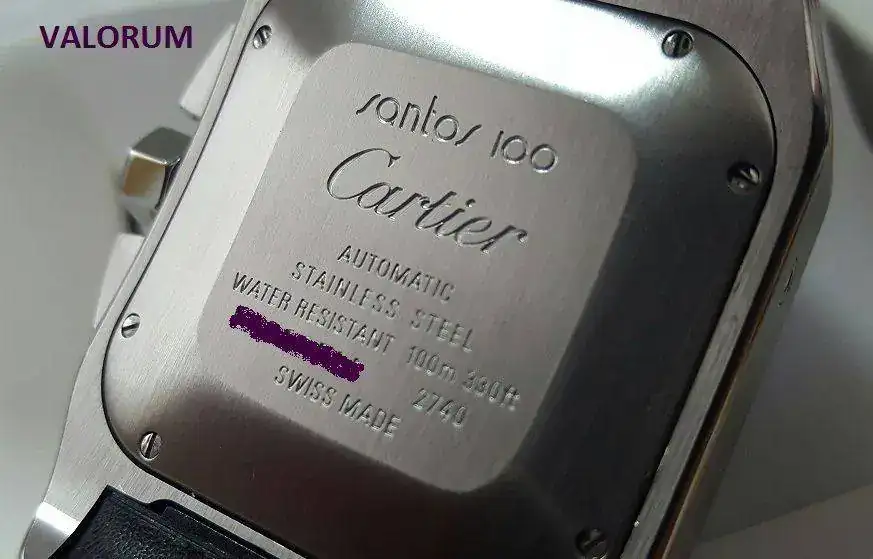 VALORUM
santos 100
Cartier
AUTOMATIC
STAINLESS STEEL
WATER RESISTANT 100m 330ft
2740
SWISS MADE